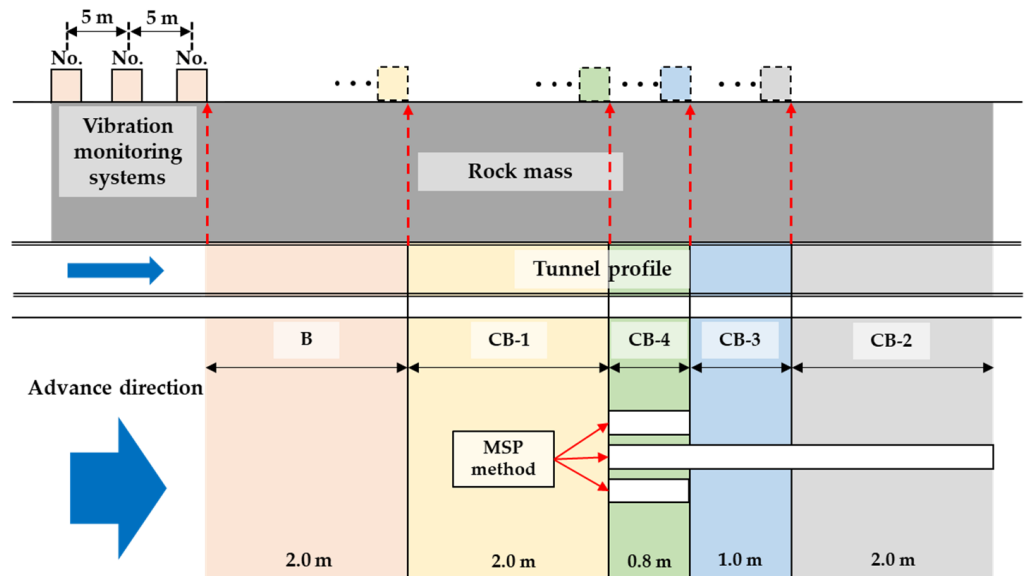 5 m 5 m
No. No. No.
Vibration
monitoring
systems
Rock mass
Tunnel profile
B CB-1 CB-4 CB-3 CB-2
Advance direction
MSP
method
2.0 m 2.0 m 0.8 m 1.0 m 2.0 m